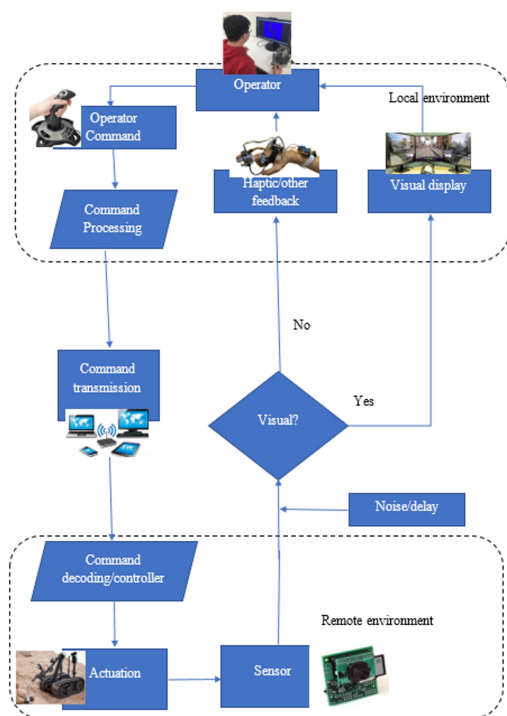 Operator
Local environment
Operator
Command
Haptic/other
feedback
Visual display
Command
Processing
No
Command
transmission
Yes
Visual?
Noise/delay
Command
decoding/controller
Remote environment
Actuation
Sensor